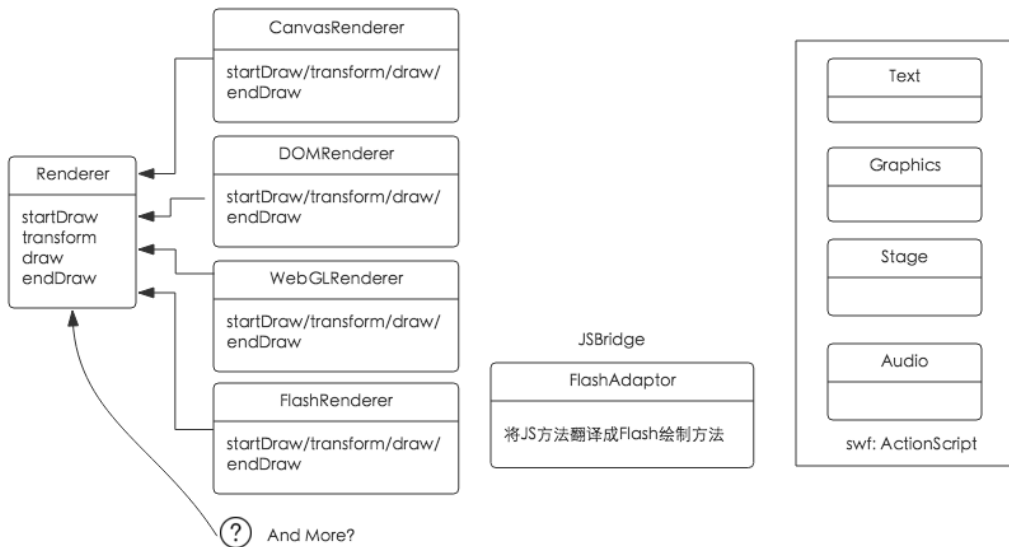 CanvasRenderer
startDraw/transform/draw/
endDraw
DOMRenderer
startDraw/transform/draw/
endDraw
Renderer
startDraw
transform
draw
endDraw
WebGLRenderer
startDraw/transform/draw/
endDraw
FlashRenderer
startDraw/transform/draw/
endDraw
? And More?
JSBridge
FlashAdaptor
将JS方法翻译成Flash绘制方法
Text
Graphics
Stage
Audio
swf: ActionScript